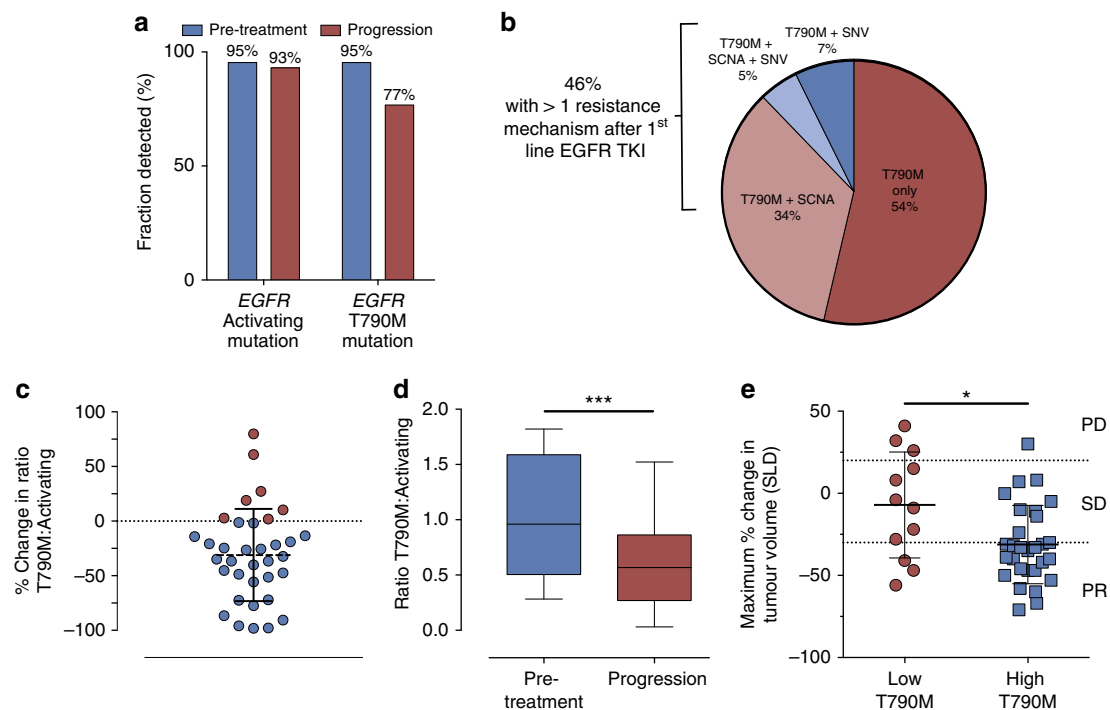 a
Pre-treatment
Progression
Fraction detected (%)
100
50
0
95%
93%
95%
77%
EGFR
Activating
mutation
EGFR
T790M
mutation
b
46%
with > 1 resistance
mechanism after 1st
line EGFR TKI
T790M +
SCNA + SNV
5%
T790M + SNV
7%
T790M + SCNA
34%
T790M
only
54%
c
% Change in ratio
T790M:Activating
100
50
0
−50
−100
d
Ratio T790M:Activating
2.0
1.5
1.0
0.5
0.0
***
Pre-
treatment
Progression
e
Maximum % change in
tumour volume (SLD)
50
0
−50
−100
*
PD
SD
PR
Low
T790M
High
T790M